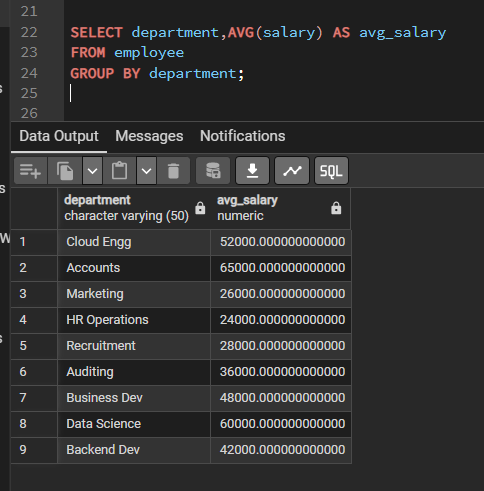 21
22 SELECT department,AVG(salary) AS avg_salary
23 FROM employee
24 GROUP BY department;
25
26
Data Output Messages Notifications
SQL
department avg_salary
character varying (50) numeric
1 Cloud Engg 52000.000000000000
2 Accounts 65000.000000000000
3 Marketing 26000.000000000000
4 HR Operations 24000.000000000000
5 Recruitment 28000.000000000000
6 Auditing 36000.000000000000
7 Business Dev 48000.000000000000
8 Data Science 60000.000000000000
9 Backend Dev 42000.000000000000